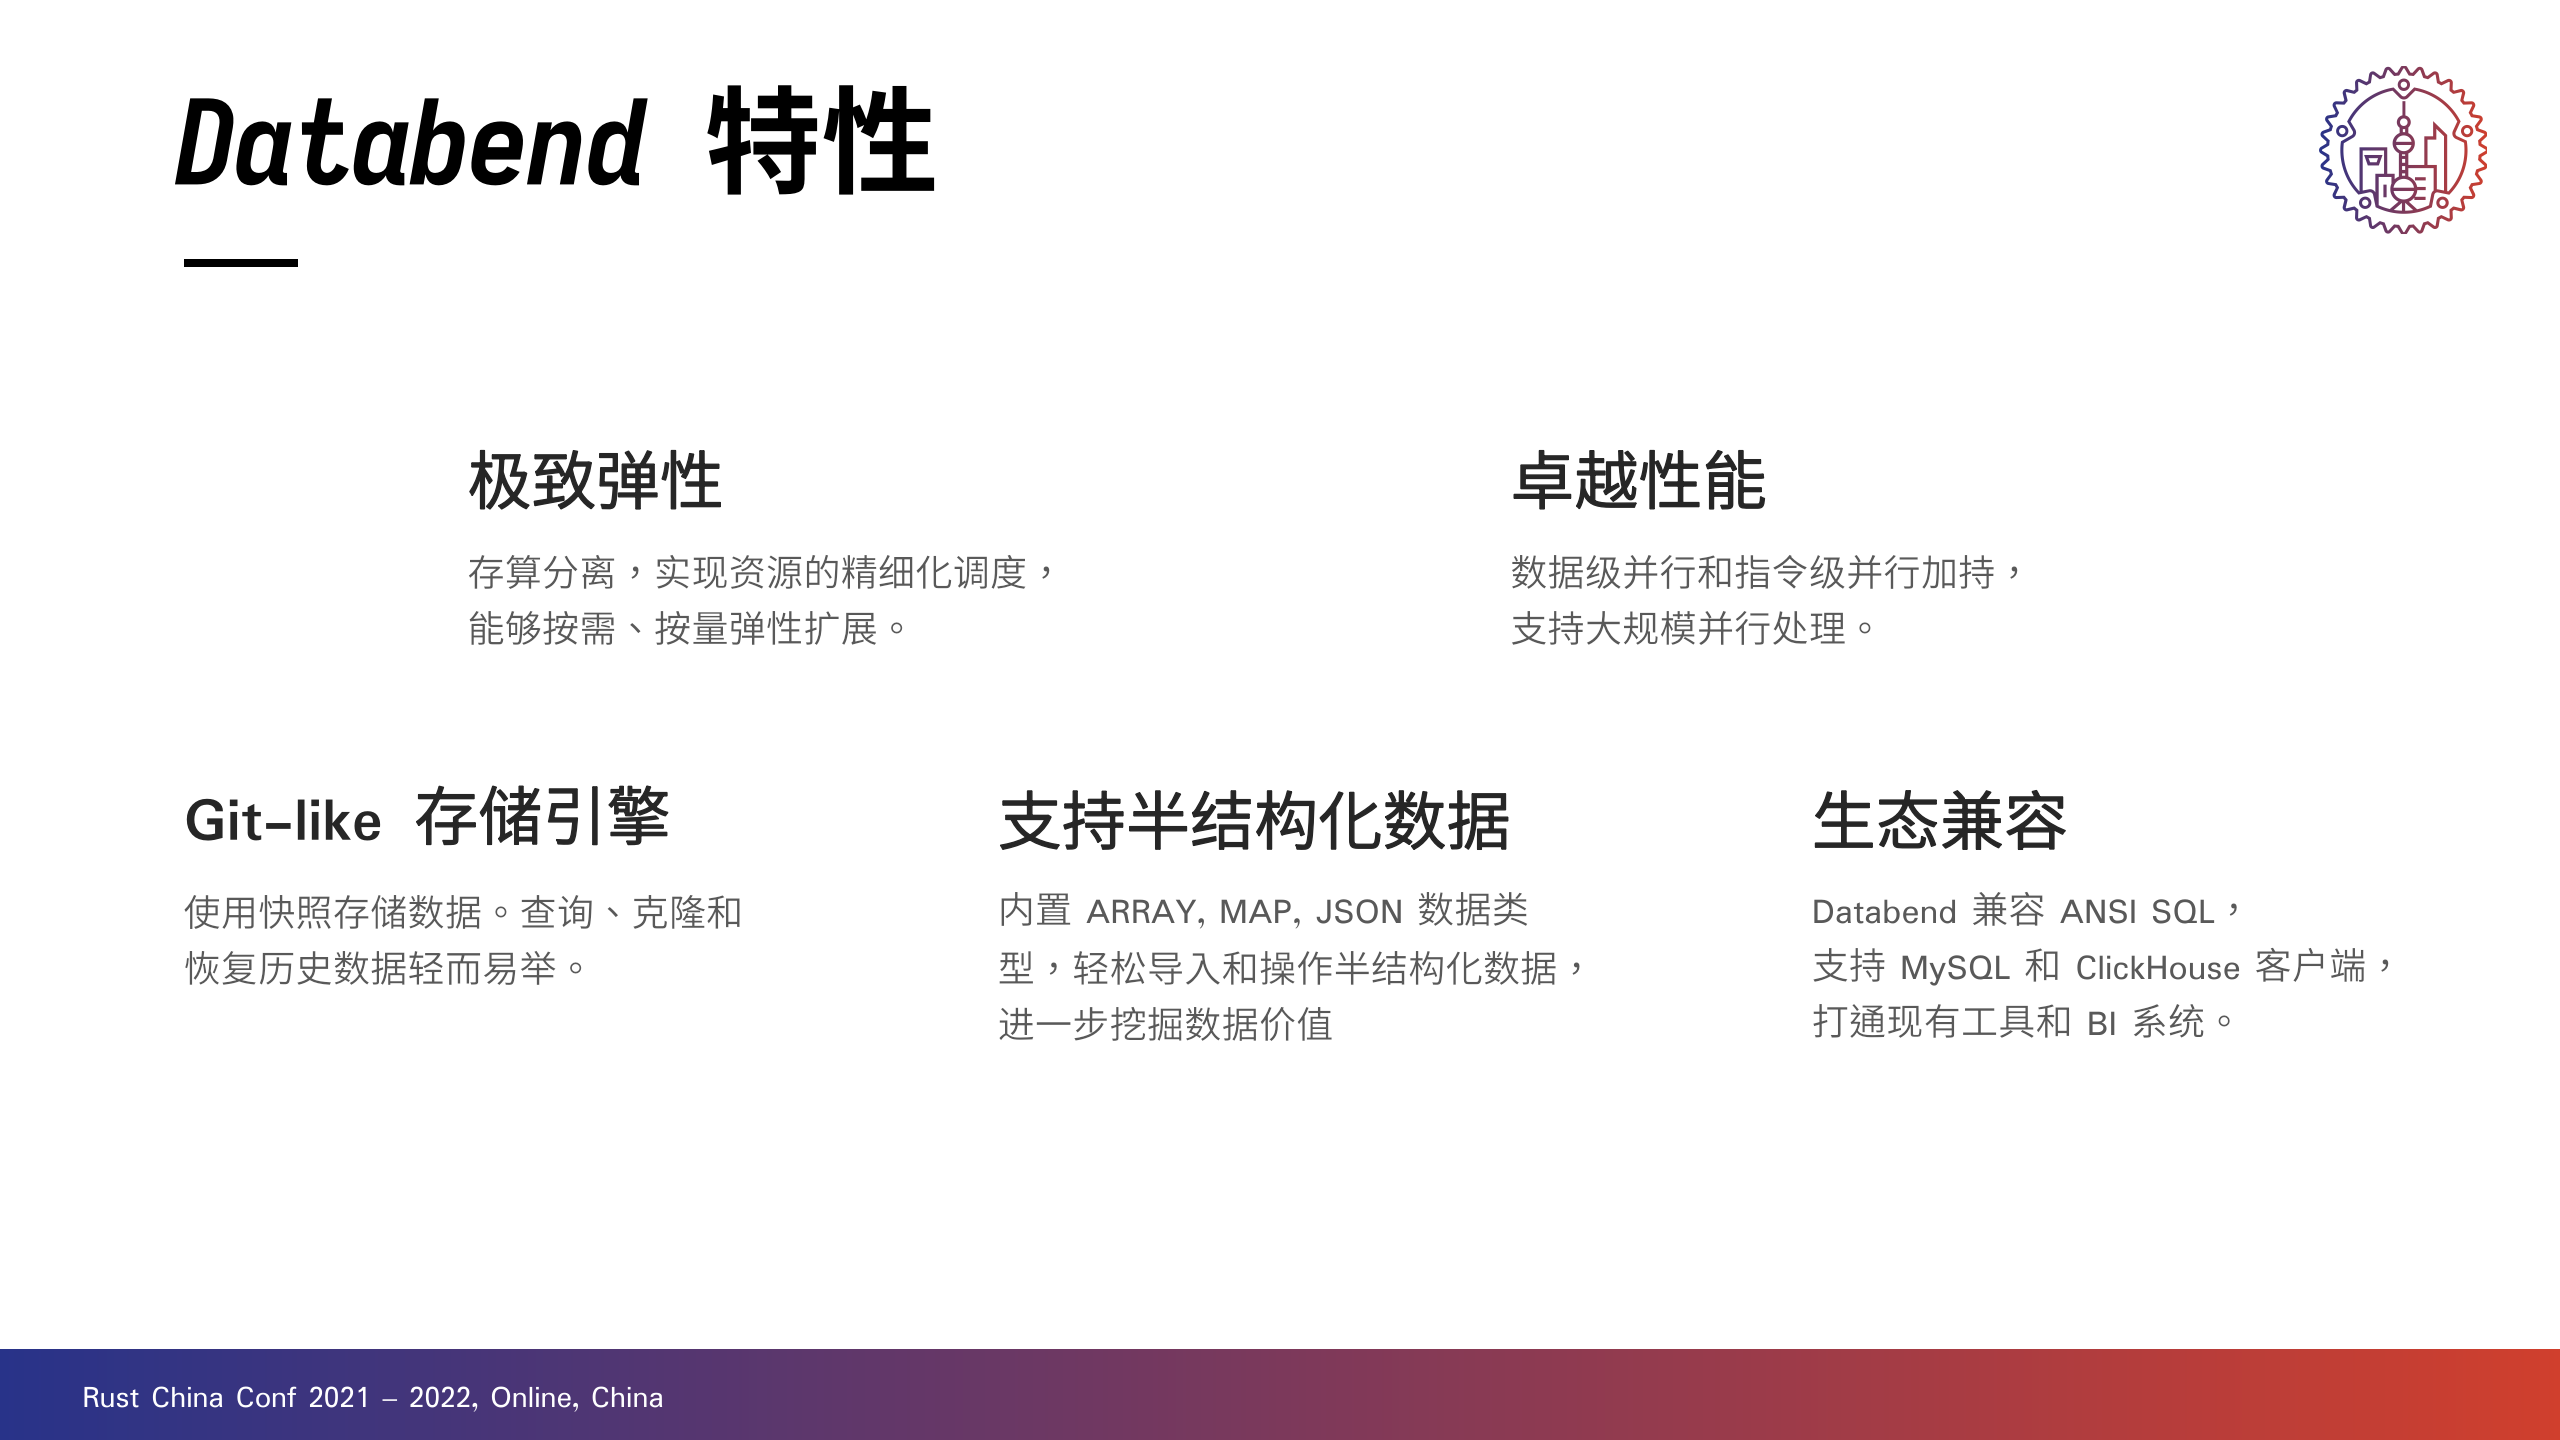 Databend 特性
极致弹性
存算分离，实现资源的精细化调度，
能够按需、按量弹性扩展。
卓越性能
数据级并行和指令级并行加持，
支持大规模并行处理。
Git-like 存储引擎
使用快照存储数据。查询、克隆和
恢复历史数据轻而易举。
支持半结构化数据
内置 ARRAY, MAP, JSON 数据类
型，轻松导入和操作半结构化数据，
进一步挖掘数据价值
生态兼容
Databend 兼容 ANSI SQL，
支持 MySQL 和 ClickHouse 客户端，
打通现有工具和 BI 系统。
Rust China Conf 2021 – 2022, Online, China